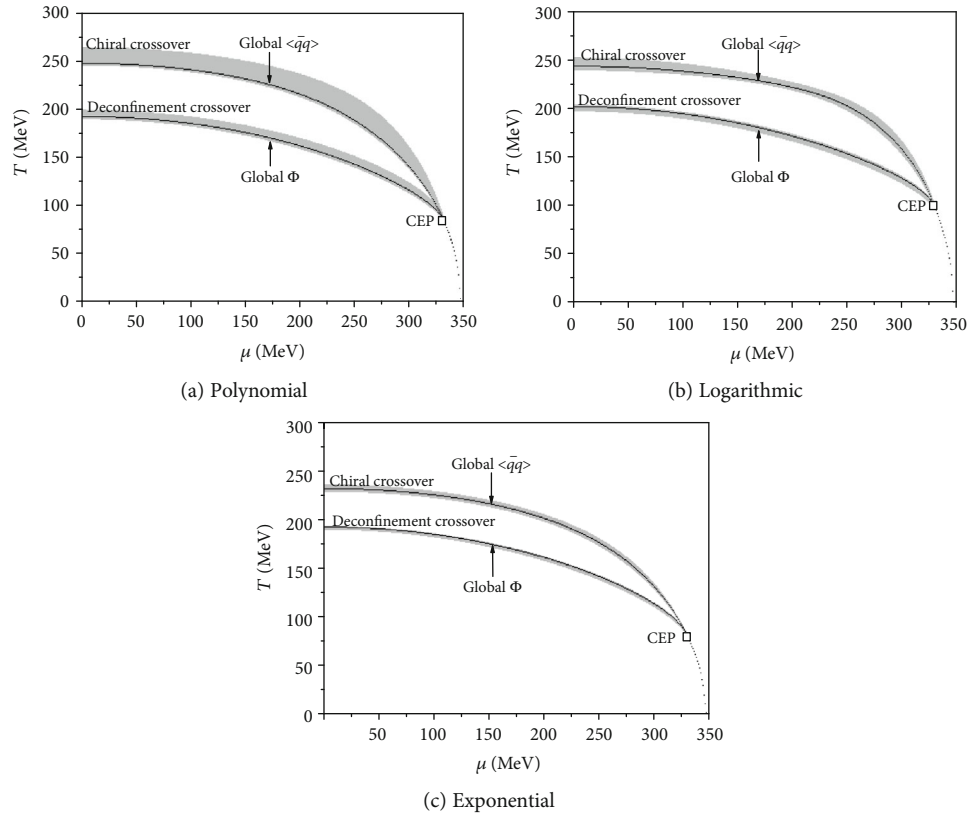 300
250
200
150
100
50
0
T (MeV)
Chiral crossover
Global <q̄q>
Deconfinement crossover
Global Φ
CEP
0 50 100 150 200 250 300 350
μ (MeV)
(a) Polynomial
300
250
200
150
100
50
0
T (MeV)
Chiral crossover
Global <q̄q>
Deconfinement crossover
Global Φ
CEP
0 50 100 150 200 250 300 350
μ (MeV)
(b) Logarithmic
300
250
200
150
100
50
0
T (MeV)
Global <q̄q>
Chiral crossover
Deconfinement crossover
Global Φ
CEP
50 100 150 200 250 300 350
μ (MeV)
(c) Exponential